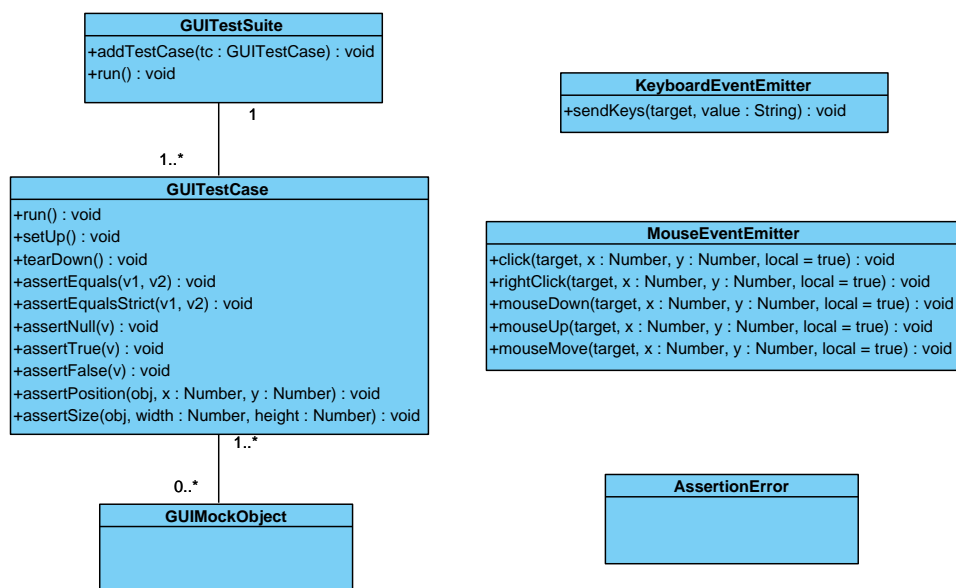 GUITestSuite
+addTestCase(tc : GUITestCase) : void
+run() : void
1
1..*
GUITestCase
+run() : void
+setUp() : void
+tearDown() : void
+assertEquals(v1, v2) : void
+assertEqualsStrict(v1, v2) : void
+assertNull(v) : void
+assertTrue(v) : void
+assertFalse(v) : void
+assertPosition(obj, x : Number, y : Number) : void
+assertSize(obj, width : Number, height : Number) : void
1..*
0..*
GUIMockObject
KeyboardEventEmitter
+sendKeys(target, value : String) : void
MouseEventEmitter
+click(target, x : Number, y : Number, local = true) : void
+rightClick(target, x : Number, y : Number, local = true) : void
+mouseDown(target, x : Number, y : Number, local = true) : void
+mouseUp(target, x : Number, y : Number, local = true) : void
+mouseMove(target, x : Number, y : Number, local = true) : void
AssertionError